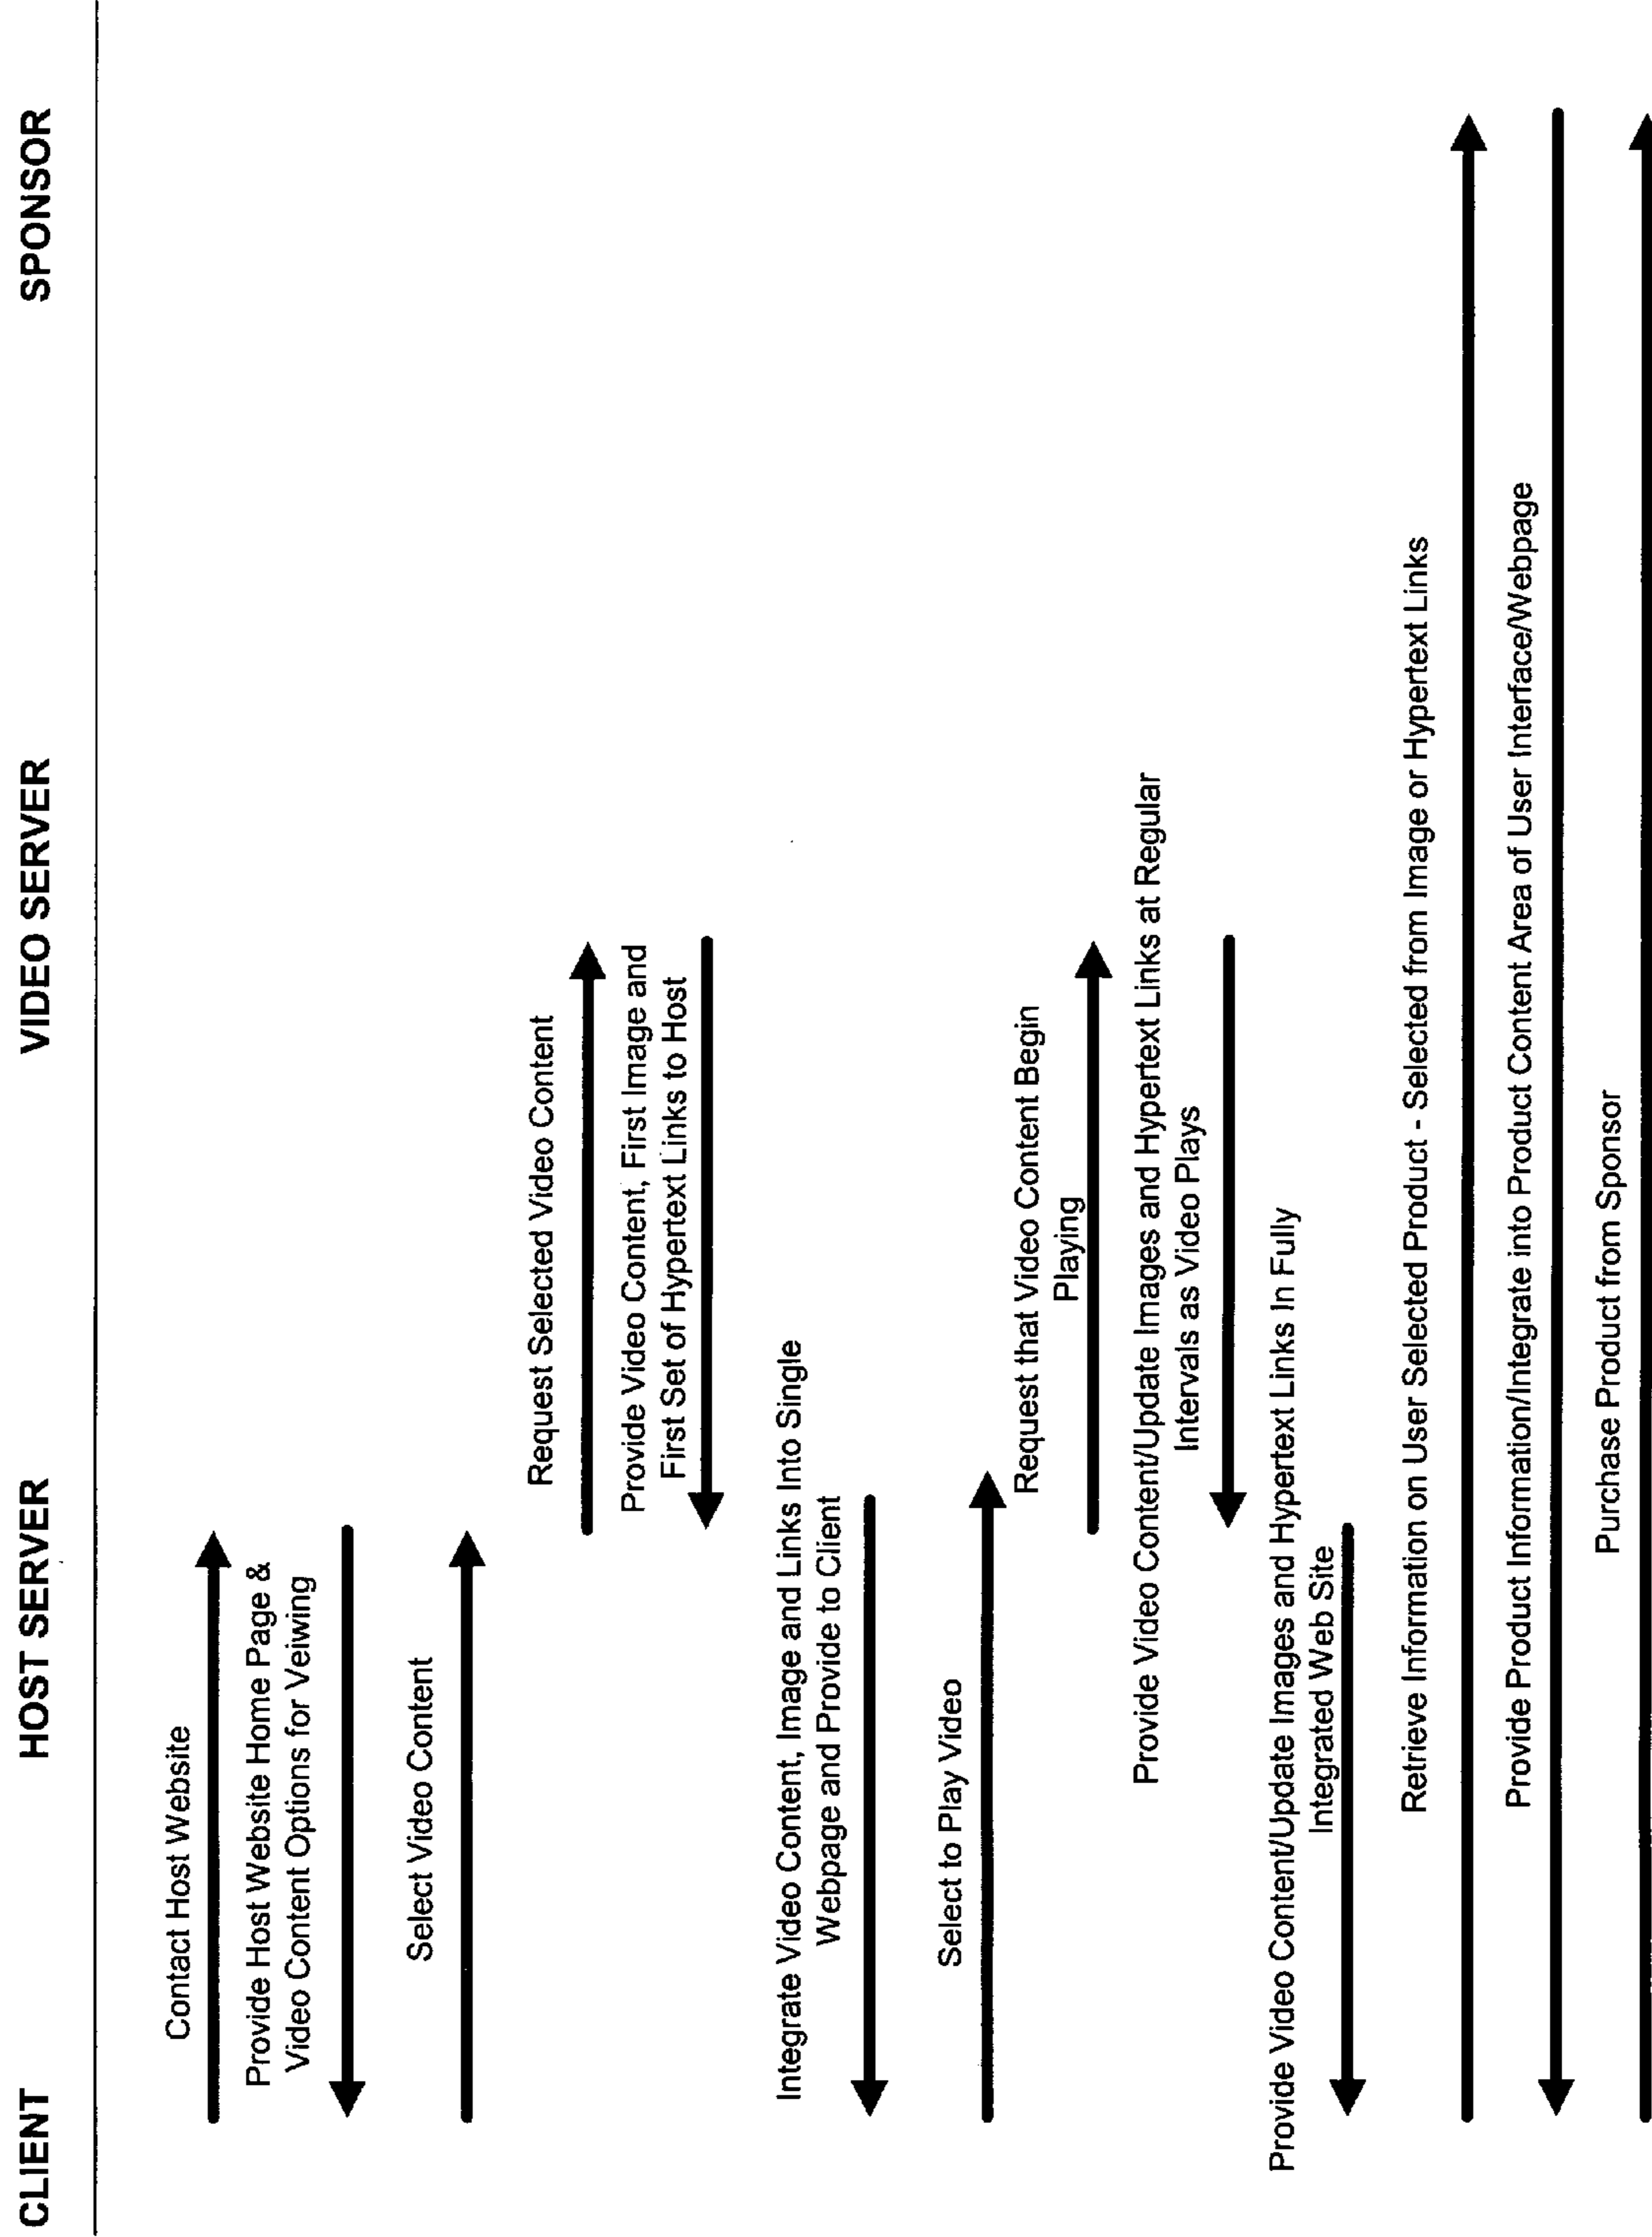 CLIENT
HOST SERVER
VIDEO SERVER
SPONSOR
Contact Host Website
Provide Host Website Home Page &
Video Content Options for Veiwing
Select Video Content
Request Selected Video Content
Provide Video Content, First Image and
First Set of Hypertext Links to Host
Integrate Video Content, Image and Links Into Single
Webpage and Provide to Client
Select to Play Video
Request that Video Content Begin
Playing
Provide Video Content/Update Images and Hypertext Links at Regular
Intervals as Video Plays
Provide Video Content/Update Images and Hypertext Links In Fully
Integrated Web Site
Retrieve Information on User Selected Product - Selected from Image or Hypertext Links
Provide Product Information/Integrate into Product Content Area of User Interface/Webpage
Purchase Product from Sponsor